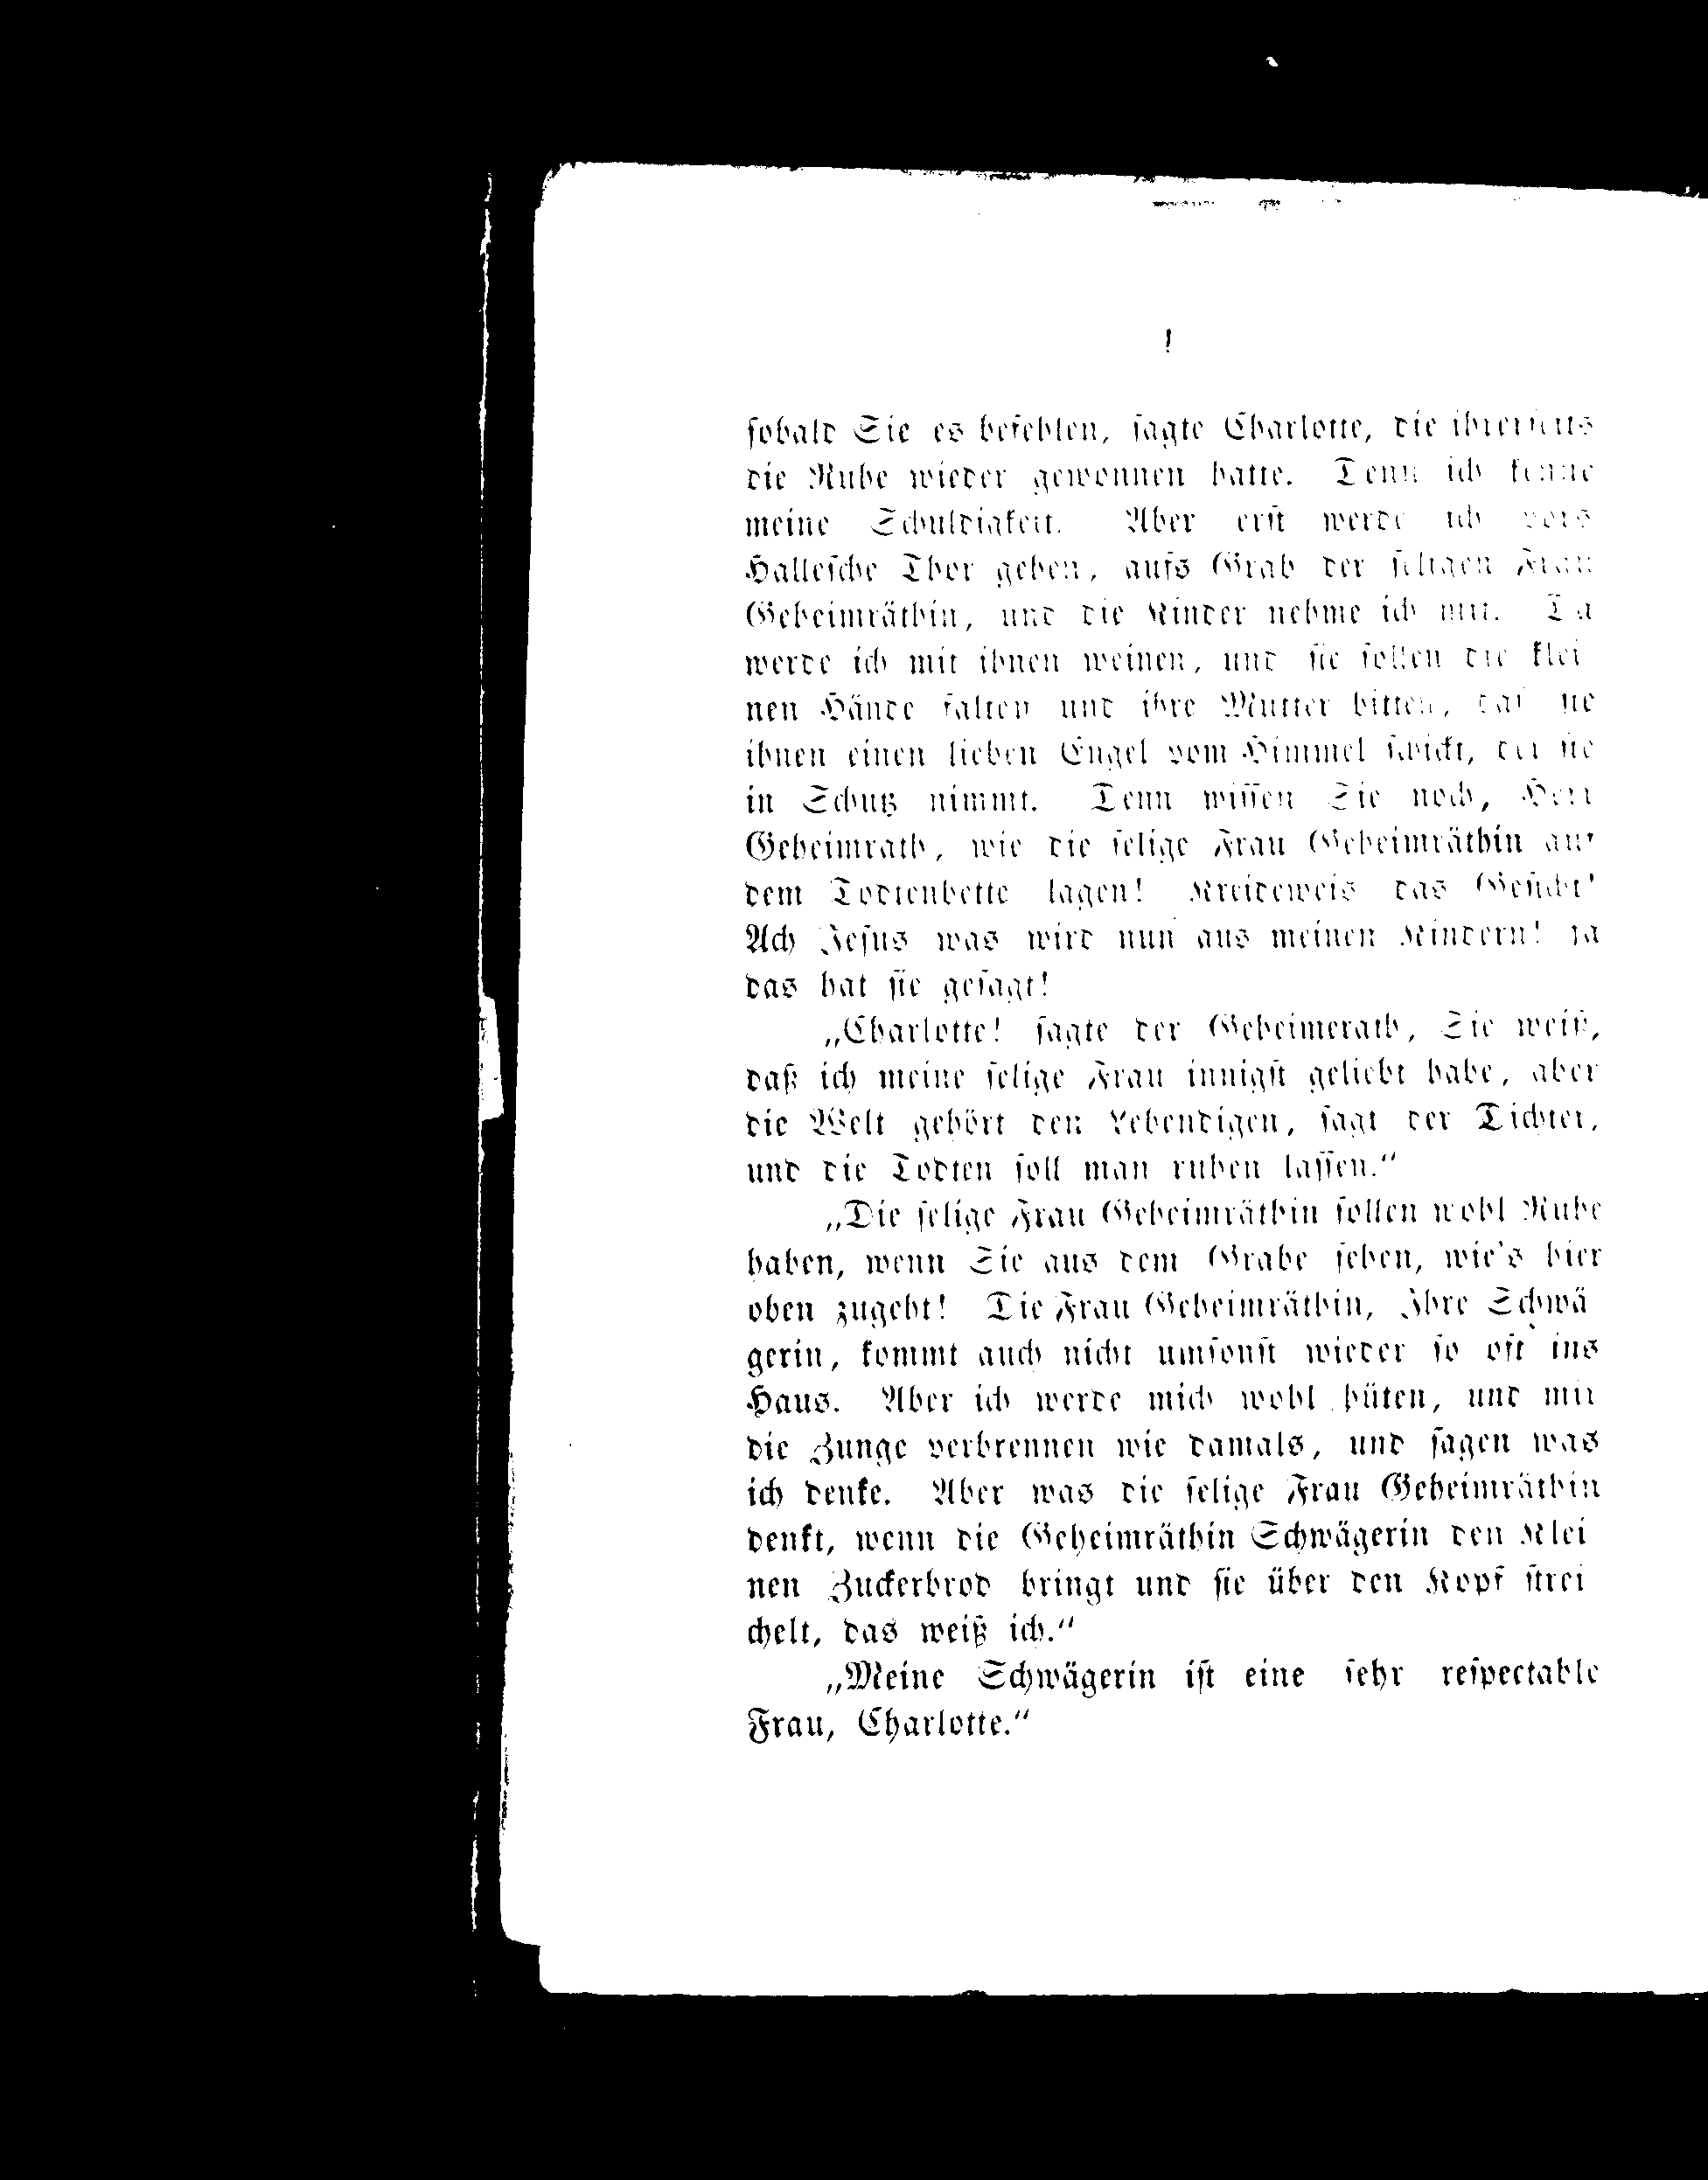 ſobald Sie es befehlen, ſagte Charlotte, die ihrerſeits
die Ruhe wieder gewonnen hatte. Denn ich kenne
meine Schuldigkeit. Aber erſt werde ich vors
Halleſche Thor gehen, aufs Grab der ſeligen Frau
Geheimräthin, und die Kinder nehme ich mit. Da
werde ich mit ihnen weinen, und ſie ſollen die klei
nen Hände falten und ihre Mutter bitten, daß ſie
ihnen einen lieben Engel vom Himmel ſchickt, der ſie
in Schutz nimmt. Denn wiſſen Sie noch, Herr
Geheimrath, wie die ſelige Frau Geheimräthin auf
dem Todtenbette lagen! Kreideweis das Geſicht!
Ach Jeſus was wird nun aus meinen Kindern! ja
das hat ſie geſagt!
„Charlotte! ſagte der Geheimerath, Sie weiß,
daß ich meine ſelige Frau innigſt geliebt habe, aber
die Welt gehört den Lebendigen, ſagt der Dichter,
und die Todten ſoll man ruhen laſſen.“
„Die ſelige Frau Geheimräthin ſollen wohl Ruhe
haben, wenn Sie aus dem Grabe ſehen, wie's hier
oben zugeht! Die Frau Geheimräthin, Ihre Schwä
gerin, kommt auch nicht umſonſt wieder ſo oft ins
Haus. Aber ich werde mich wohl hüten, und mir
die Zunge verbrennen wie damals, und ſagen was
ich denke. Aber was die ſelige Frau Geheimräthin
denkt, wenn die Geheimräthin Schwägerin den Klei
nen Zuckerbrod bringt und ſie über den Kopf ſtrei
chelt, das weiß ich.“
„Meine Schwägerin iſt eine ſehr reſpectable
Frau, Charlotte.“